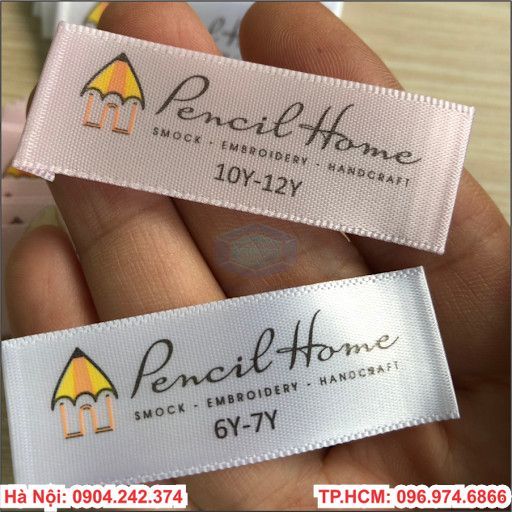 Pencil Home
SMOCK - EMBROIDERY - HANDCRAFT
10Y-12Y
Pencil Home
SMOCK - EMBROIDERY - HANDCRAFT
6Y-7Y
Hà Nội: 0904.242.374
TP.HCM: 096.974.6866